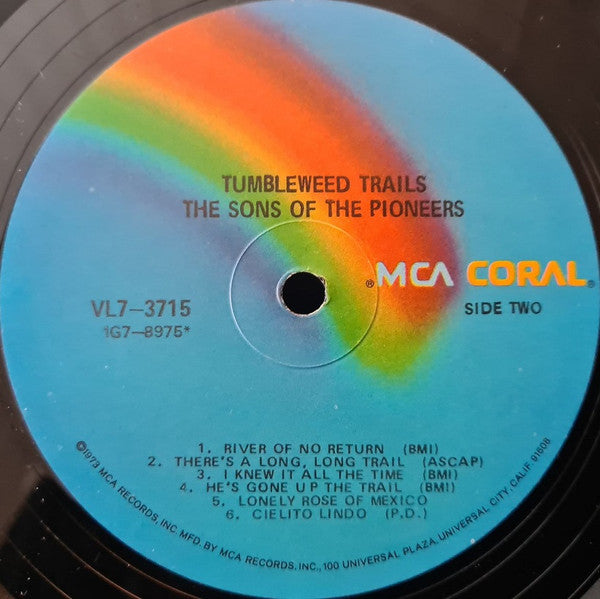 TUMBLEWEED TRAILS
THE SONS OF THE PIONEERS
®MCA CORAL®
VL7-3715
*1G7-8975*
SIDE TWO
1. RIVER OF NO RETURN (BMI)
2. THERE'S A LONG, LONG TRAIL (ASCAP)
3. I KNEW IT ALL THE TIME (BMI)
4. HE'S GONE UP THE TRAIL (BMI)
5. LONELY ROSE OF MEXICO
6. CIELITO LINDO (P.D.)
©1973 MCA RECORDS, INC. MFD. BY MCA RECORDS, INC., 100 UNIVERSAL PLAZA, UNIVERSAL CITY, CALIF. 91608